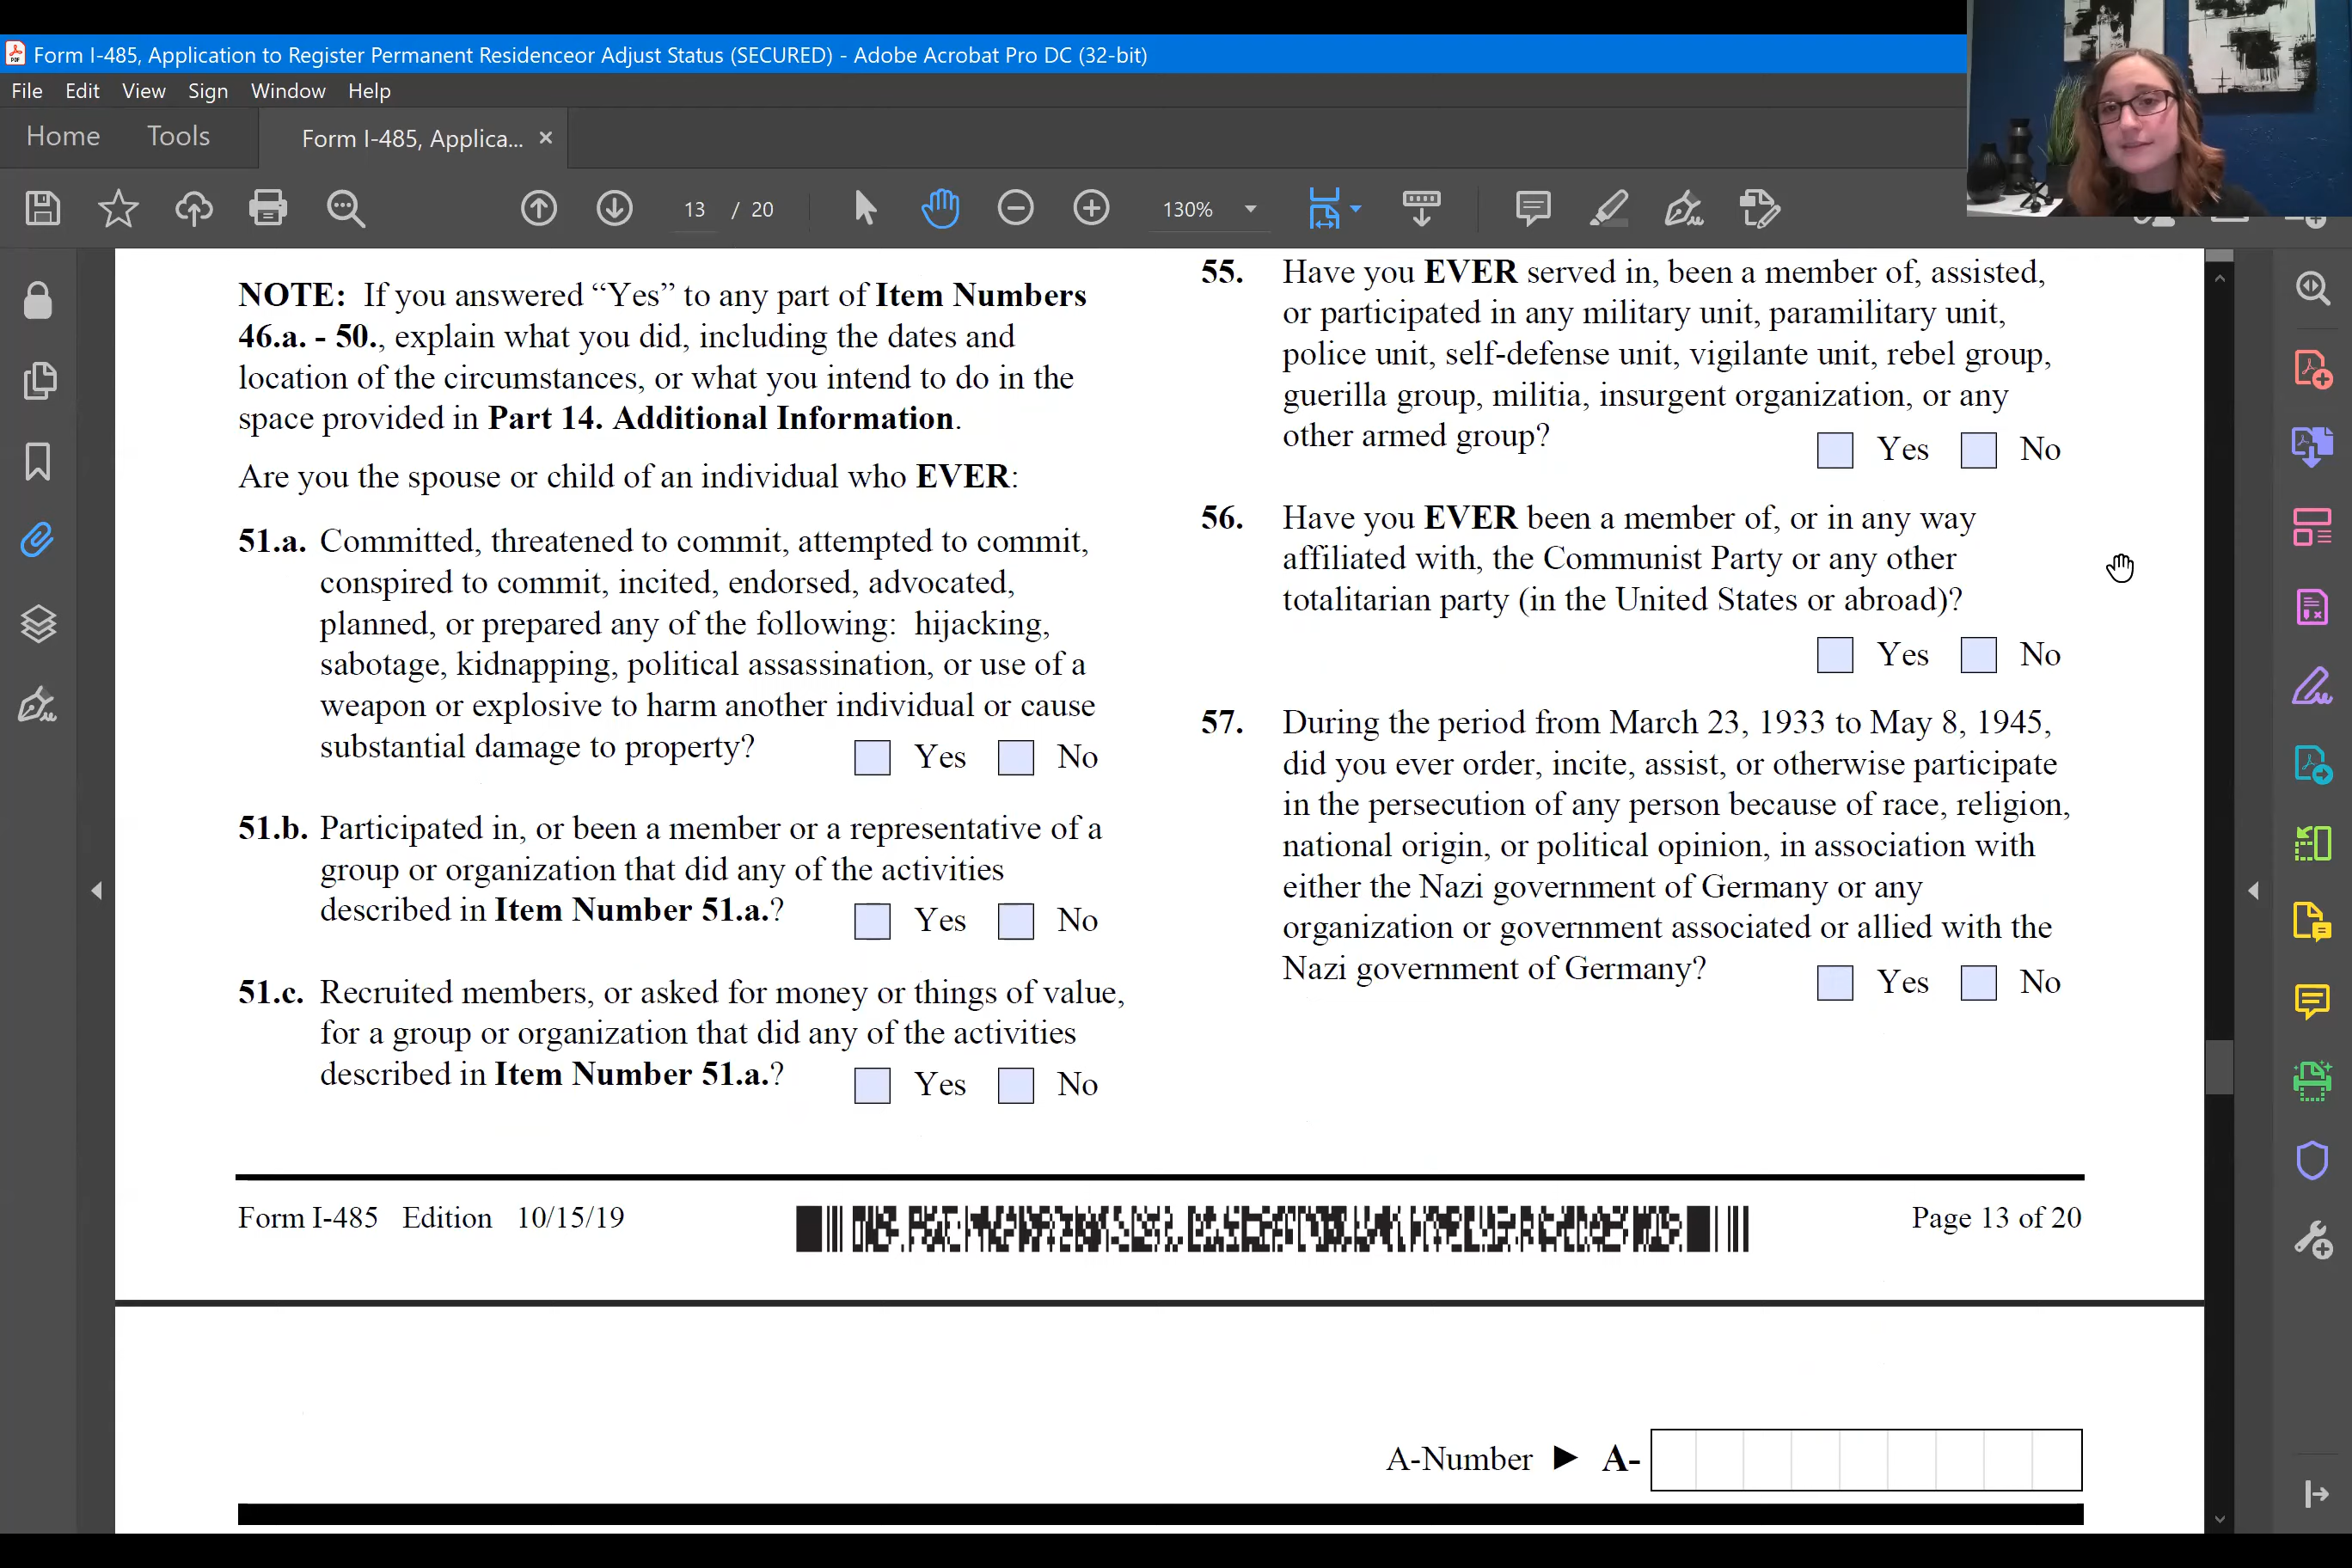 Form I-485, Application to Register Permanent Residenceor Adjust Status (SECURED) - Adobe Acrobat Pro DC (32-bit)
File Edit View Sign Window Help
Home Tools Form I-485, Applica... ×
13 / 20 130%
NOTE: If you answered “Yes” to any part of Item Numbers
46.a. - 50., explain what you did, including the dates and
location of the circumstances, or what you intend to do in the
space provided in Part 14. Additional Information.
Are you the spouse or child of an individual who EVER:
51.a. Committed, threatened to commit, attempted to commit,
conspired to commit, incited, endorsed, advocated,
planned, or prepared any of the following: hijacking,
sabotage, kidnapping, political assassination, or use of a
weapon or explosive to harm another individual or cause
substantial damage to property? Yes No
51.b. Participated in, or been a member or a representative of a
group or organization that did any of the activities
described in Item Number 51.a.? Yes No
51.c. Recruited members, or asked for money or things of value,
for a group or organization that did any of the activities
described in Item Number 51.a.? Yes No
55. Have you EVER served in, been a member of, assisted,
or participated in any military unit, paramilitary unit,
police unit, self-defense unit, vigilante unit, rebel group,
guerilla group, militia, insurgent organization, or any
other armed group? Yes No
56. Have you EVER been a member of, or in any way
affiliated with, the Communist Party or any other
totalitarian party (in the United States or abroad)?
Yes No
57. During the period from March 23, 1933 to May 8, 1945,
did you ever order, incite, assist, or otherwise participate
in the persecution of any person because of race, religion,
national origin, or political opinion, in association with
either the Nazi government of Germany or any
organization or government associated or allied with the
Nazi government of Germany? Yes No
Form I-485 Edition 10/15/19 Page 13 of 20
A-Number ► A-